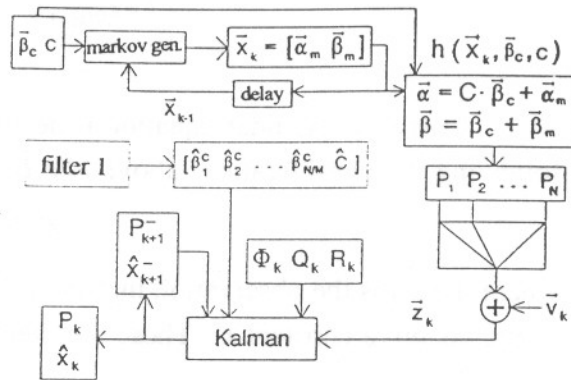 β⃗c C
markov gen.
x⃗k = [α⃗m β⃗m]
h (x⃗k, β⃗c, c)
delay
x⃗k-1
α⃗ = C· β⃗c + α⃗m
β⃗ = β⃗c + β⃗m
filter 1
[β̂₁ᶜ β̂₂ᶜ ... β̂ᶜN/M Ĉ ]
P₁ P₂ ... PN
P⁻k+1
x̂⁻k+1
Φk Qk Rk
z⃗k
+
v⃗k
Pk
x̂k
Kalman